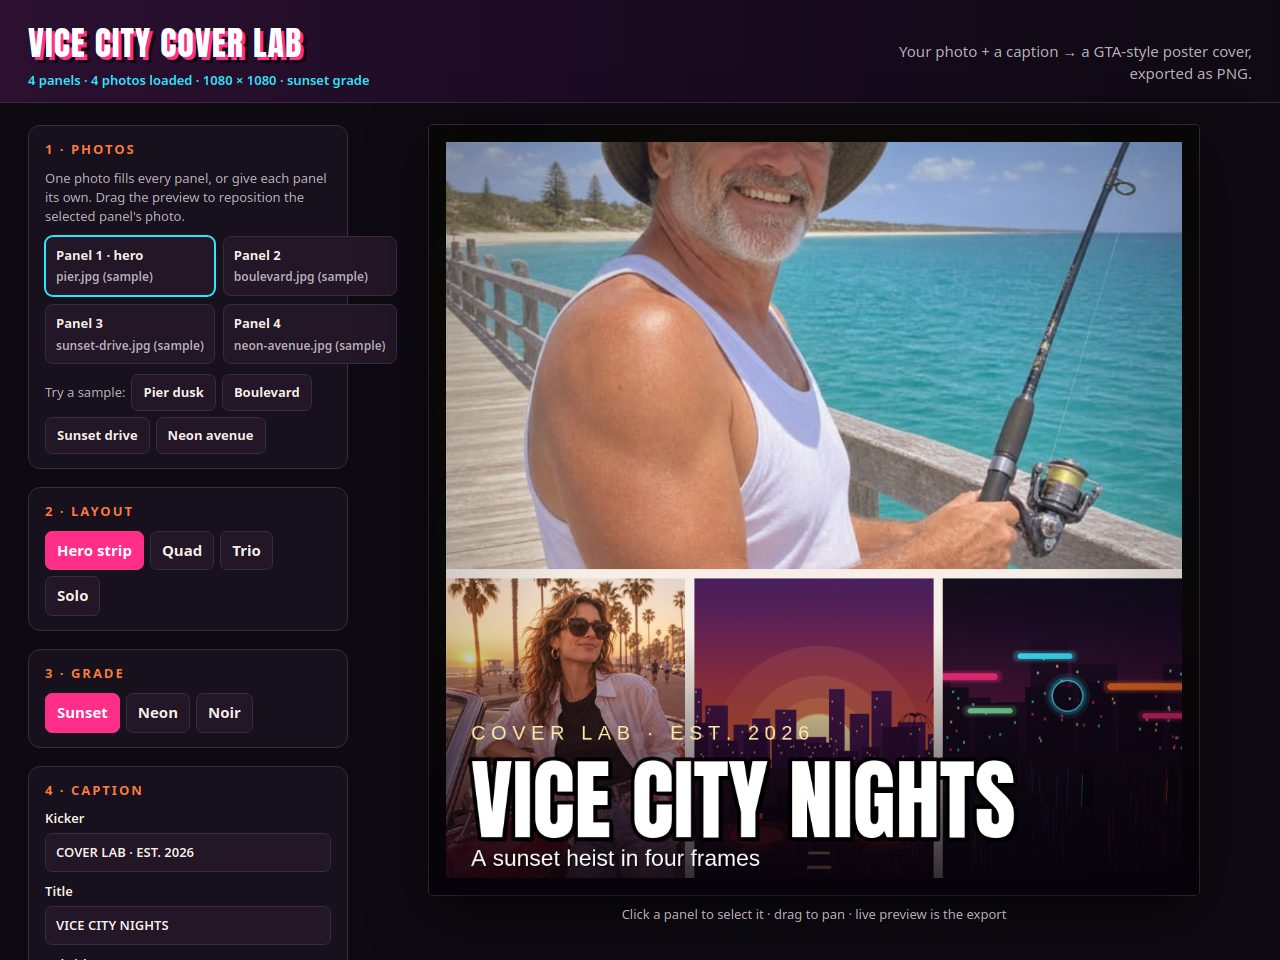 VICE CITY COVER LAB
4 panels · 4 photos loaded · 1080 × 1080 · sunset grade
Your photo + a caption → a GTA-style poster cover,
exported as PNG.
1 · PHOTOS
One photo fills every panel, or give each panel
its own. Drag the preview to reposition the
selected panel's photo.
Panel 1 · hero
pier.jpg (sample)
Panel 2
boulevard.jpg (sample)
Panel 3
sunset-drive.jpg (sample)
Panel 4
neon-avenue.jpg (sample)
Try a sample:
Pier dusk
Boulevard
Sunset drive
Neon avenue
2 · LAYOUT
Hero strip
Quad
Trio
Solo
3 · GRADE
Sunset
Neon
Noir
4 · CAPTION
Kicker
COVER LAB · EST. 2026
Title
VICE CITY NIGHTS
COVER LAB · EST. 2026
VICE CITY NIGHTS
A sunset heist in four frames
Click a panel to select it · drag to pan · live preview is the export